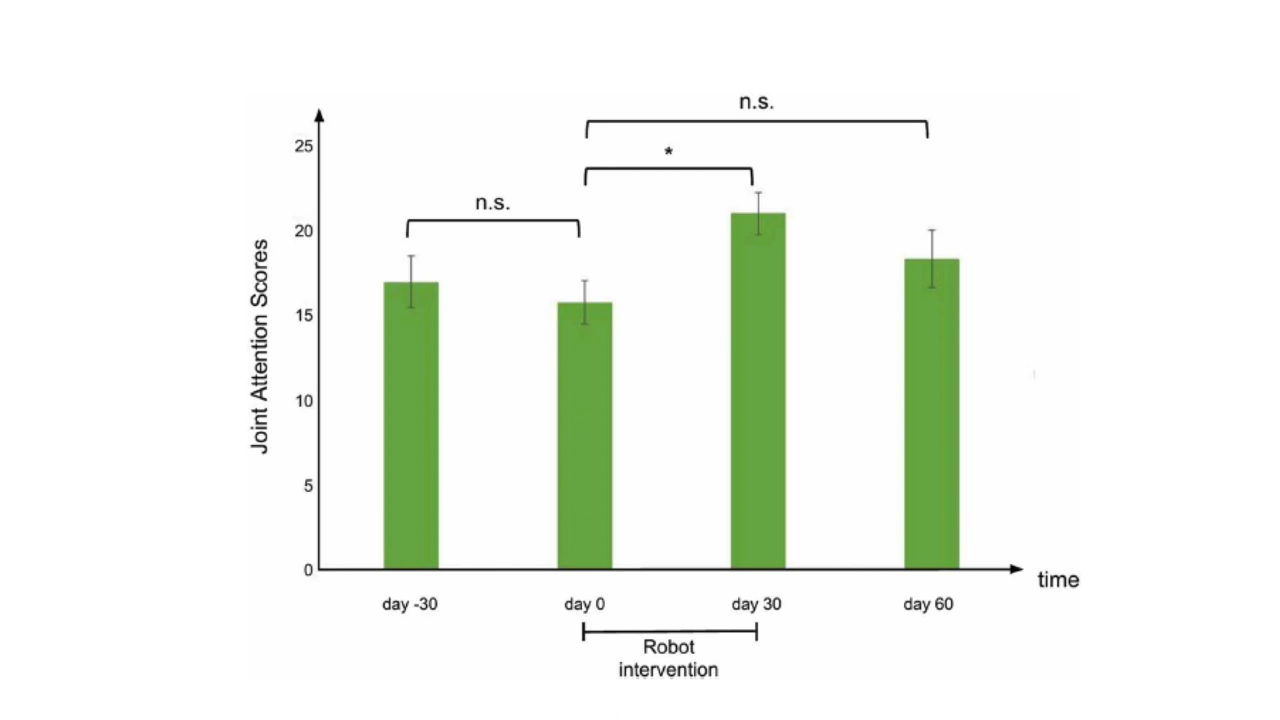 n.s.
*
n.s.
25
20
15
10
5
0
Joint Attention Scores
time
day -30
day 0
day 30
day 60
Robot
intervention